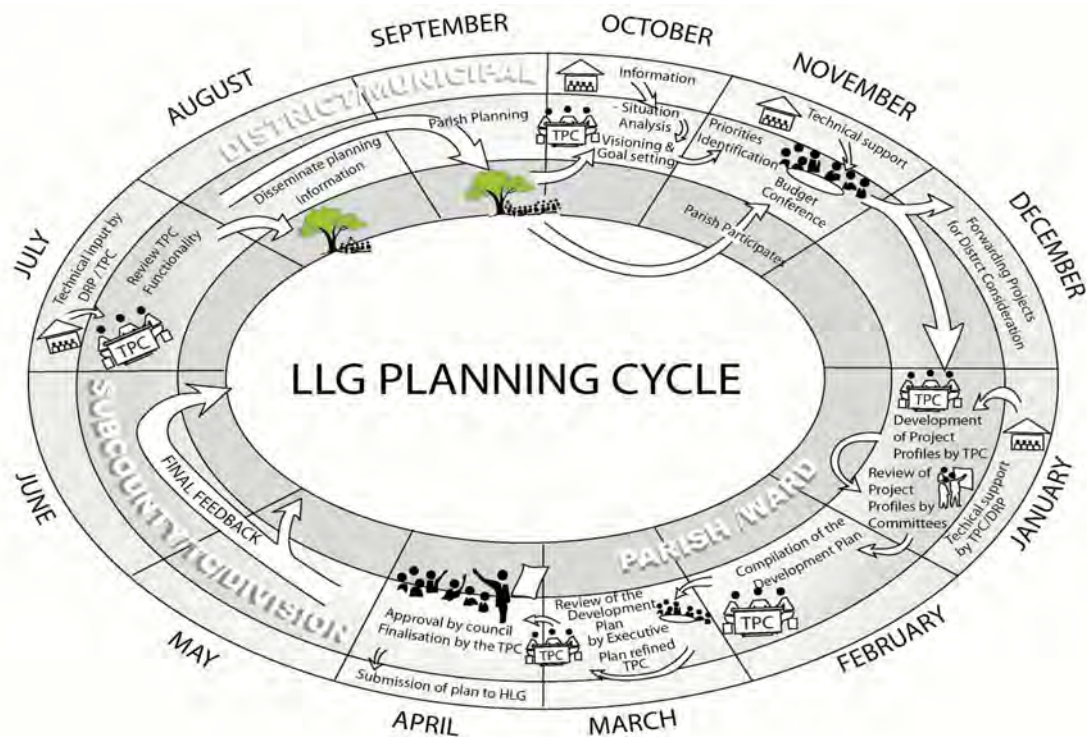 SEPTEMBER
OCTOBER
NOVEMBER
DECEMBER
JANUARY
FEBRUARY
MARCH
APRIL
MAY
JUNE
JULY
AUGUST
DISTRICT/MUNICIPAL
SUBCOUNTY/TC/DIVISION
PARISH /WARD
LLG PLANNING CYCLE
Technical Input by
DRP / TPC
Review TPC
Functionality
TPC
Disseminate planning
information
Parish Planning
Information
- Situation
Analysis
Visioning &
Goal setting
TPC
Priorities
identification
Technical support
Budget
Conference
Parish Participates
Forwarding Projects
for Distrct Consideration
TPC
Development
of Project
Profiles by TPC
Review of
Project
Profiles by
Committees
Techical support
by TPC/DRP
Compilation of the
Development Plan
TPC
Review of the
Development
Plan
by Executive
Plan refined
TPC
TPC
Approval by council
Finalisation by the TPC
Submission of plan to HLG
FINAL FEEDBACK